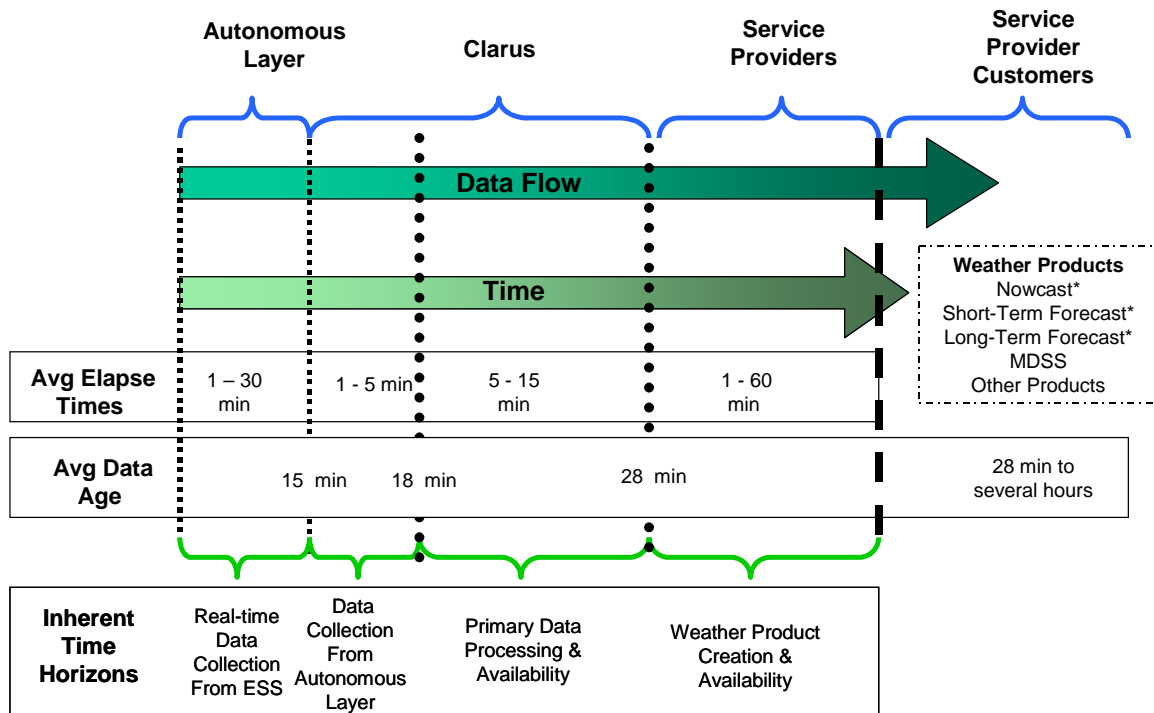 Autonomous
Layer
Clarus
Service
Providers
Service
Provider
Customers
Data Flow
Time
Weather Products
Nowcast*
Short-Term Forecast*
Long-Term Forecast*
MDSS
Other Products
Avg Elapse
Times
1 – 30
min
1 - 5 min
5 - 15
min
1 - 60
min
Avg Data
Age
15 min
18 min
28 min
28 min to
several hours
Inherent
Time
Horizons
Real-time
Data
Collection
From ESS
Data
Collection
From
Autonomous
Layer
Primary Data
Processing &
Availability
Weather Product
Creation &
Availability